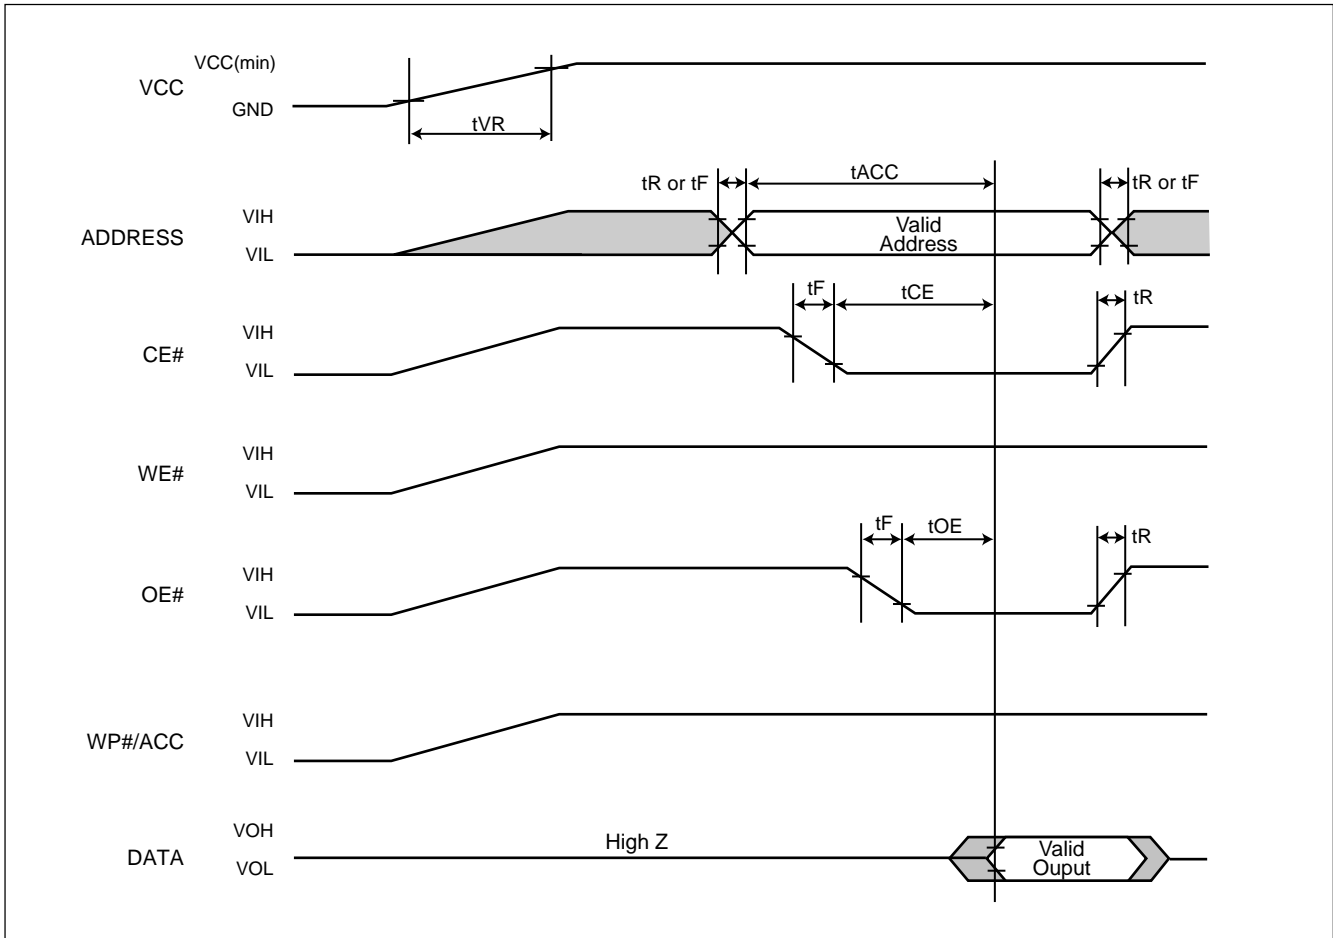 VCC(min)
VCC
GND
tVR
tR or tF
tACC
tR or tF
VIH
ADDRESS
VIL
Valid
Address
tF
tCE
tR
VIH
CE#
VIL
VIH
WE#
VIL
tF
tOE
tR
VIH
OE#
VIL
VIH
WP#/ACC
VIL
VOH
DATA
VOL
High Z
Valid
Ouput